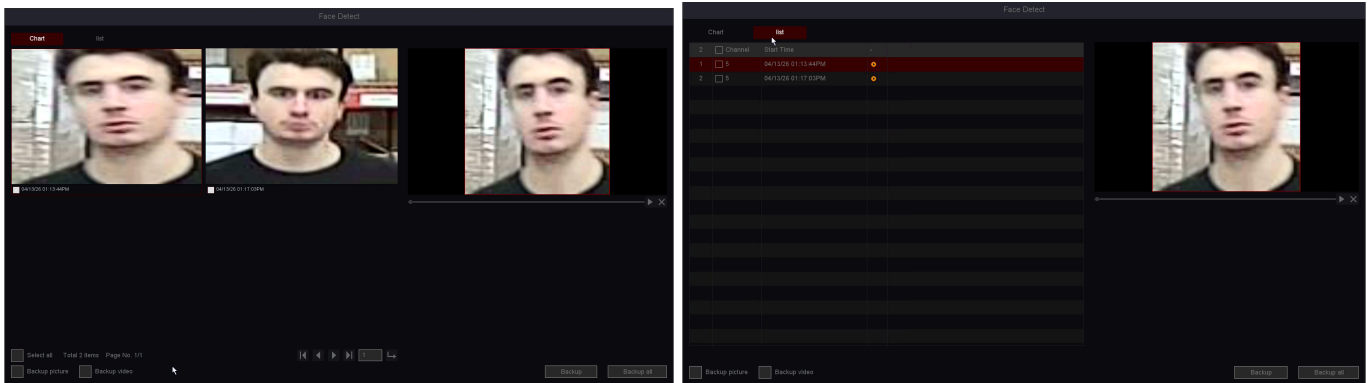 Face Detect
Chart list
04/13/26 01:13:44PM 04/13/26 01:17:03PM
Select all Total 2 items Page No. 1/1 1
Backup picture Backup video Backup Backup all
Face Detect
Chart list
2 Channel Start Time -
1 5 04/13/26 01:13:44PM
2 5 04/13/26 01:17:03PM
Backup picture Backup video Backup Backup all